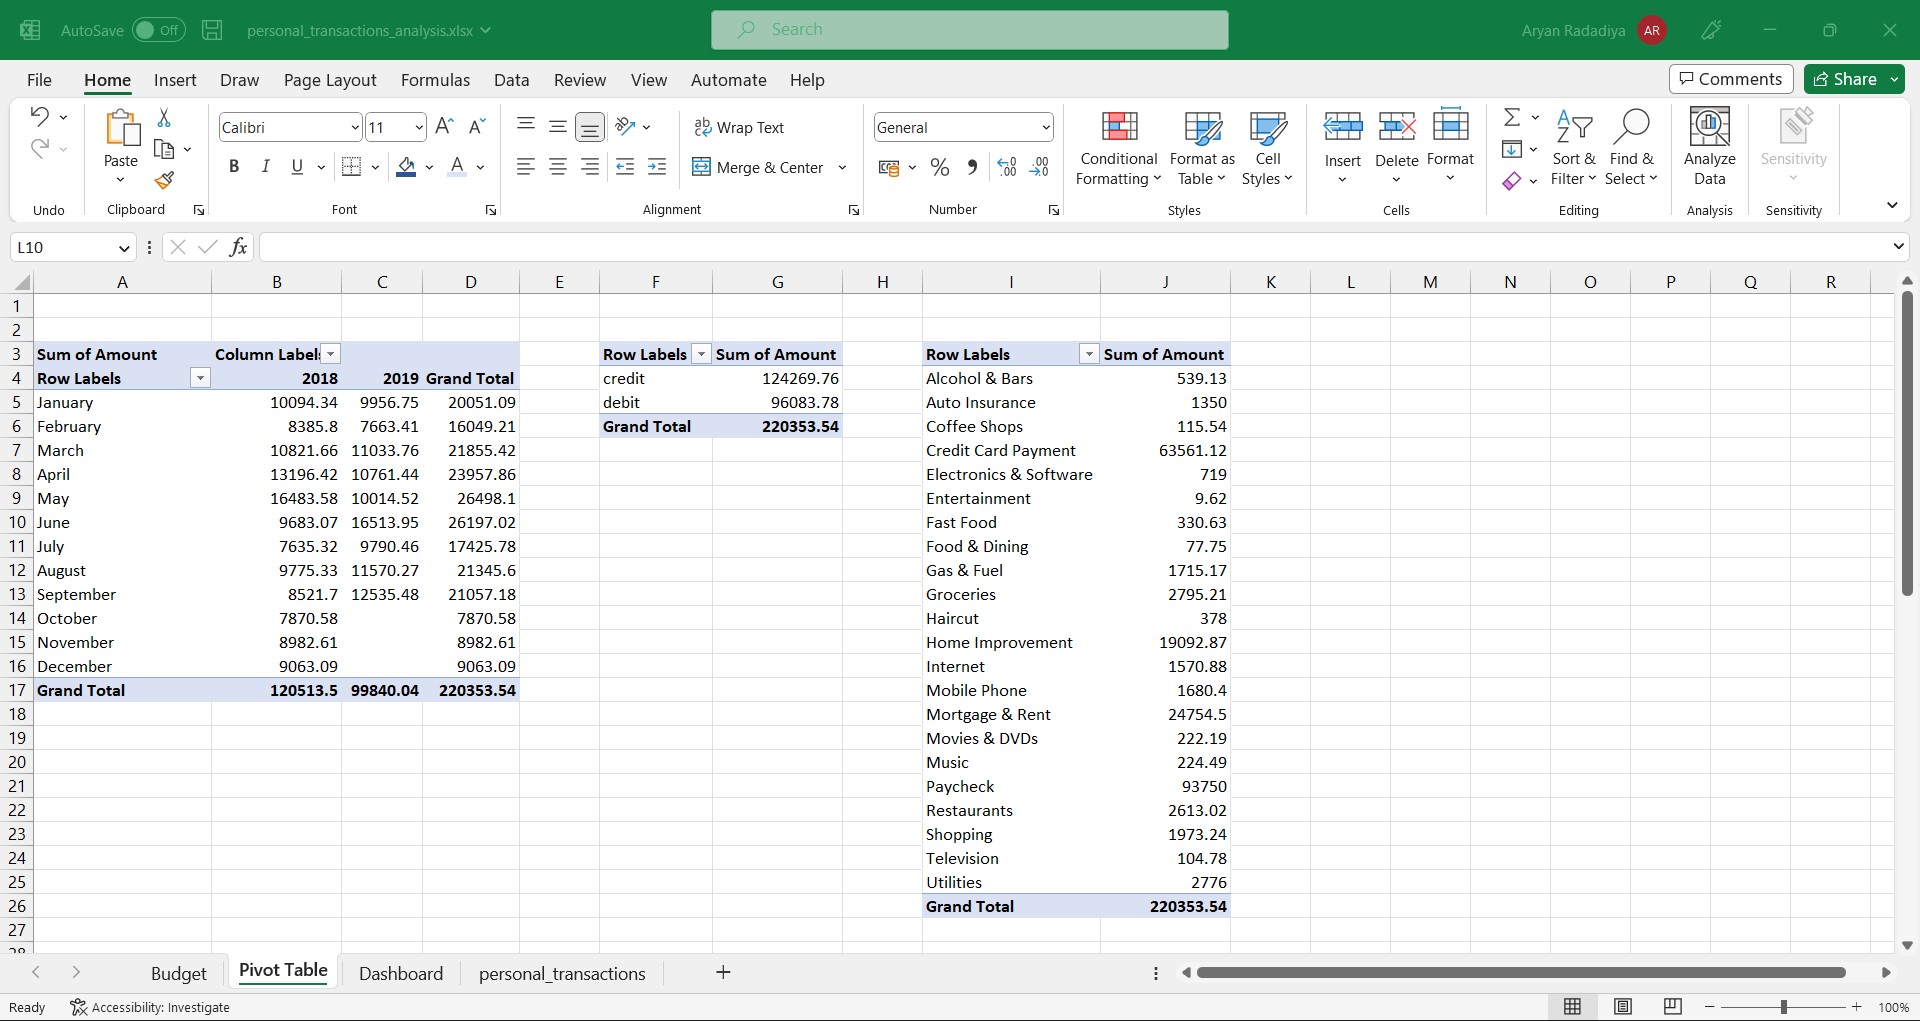 AutoSave Off personal_transactions_analysis.xlsx Search Aryan Radadiya AR
File Home Insert Draw Page Layout Formulas Data Review View Automate Help Comments Share
Calibri 11 Wrap Text General
Paste B I U A Merge & Center % Conditional Formatting Format as Table Cell Styles Insert Delete Format Sort & Filter Find & Select Analyze Data Sensitivity
Undo Clipboard Font Alignment Number Styles Cells Editing Analysis Sensitivity
L10 fx
A B C D E F G H I J K L M N O P Q R
1
2
3 Sum of Amount Column Labels Row Labels Sum of Amount Row Labels Sum of Amount
4 Row Labels 2018 2019 Grand Total credit 124269.76 Alcohol & Bars 539.13
5 January 10094.34 9956.75 20051.09 debit 96083.78 Auto Insurance 1350
6 February 8385.8 7663.41 16049.21 Grand Total 220353.54 Coffee Shops 115.54
7 March 10821.66 11033.76 21855.42 Credit Card Payment 63561.12
8 April 13196.42 10761.44 23957.86 Electronics & Software 719
9 May 16483.58 10014.52 26498.1 Entertainment 9.62
10 June 9683.07 16513.95 26197.02 Fast Food 330.63
11 July 7635.32 9790.46 17425.78 Food & Dining 77.75
12 August 9775.33 11570.27 21345.6 Gas & Fuel 1715.17
13 September 8521.7 12535.48 21057.18 Groceries 2795.21
14 October 7870.58 7870.58 Haircut 378
15 November 8982.61 8982.61 Home Improvement 19092.87
16 December 9063.09 9063.09 Internet 1570.88
17 Grand Total 120513.5 99840.04 220353.54 Mobile Phone 1680.4
18 Mortgage & Rent 24754.5
19 Movies & DVDs 222.19
20 Music 224.49
21 Paycheck 93750
22 Restaurants 2613.02
23 Shopping 1973.24
24 Television 104.78
25 Utilities 2776
26 Grand Total 220353.54
27
28
Budget Pivot Table Dashboard personal_transactions
Ready Accessibility: Investigate 100%